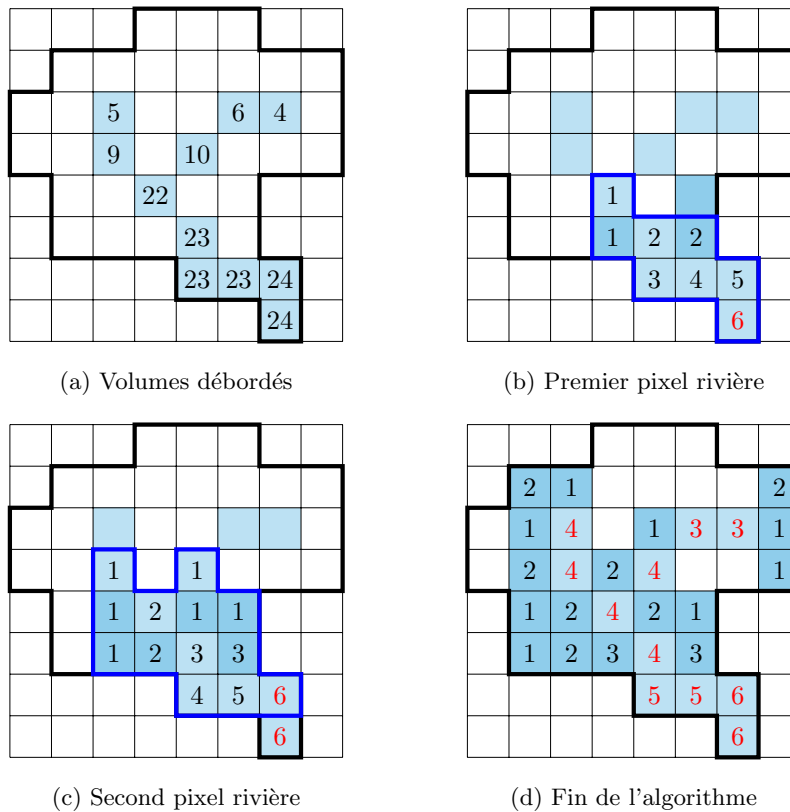 5 6 4
9 10
22
23
23 23 24
24
(a) Volumes débordés
1
1 2 2
3 4 5
6
(b) Premier pixel rivière
1 1
1 2 1 1
1 2 3 3
4 5 6
6
(c) Second pixel rivière
2 1 2
1 4 1 3 3 1
2 4 2 4 1
1 2 4 2 1
1 2 3 4 3
5 5 6
6
(d) Fin de l'algorithme